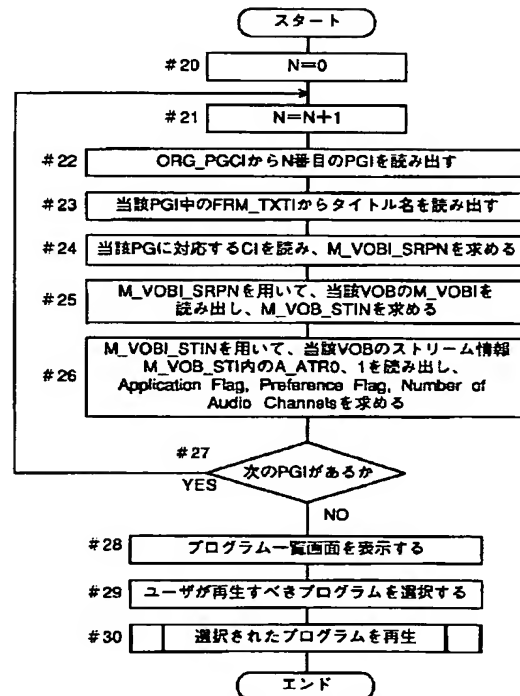 スタート
#20 N=0
#21 N=N+1
#22 ORG_PGCIからN番目のPGIを読み出す
#23 当該PGI中のFRM_TXTIからタイトル名を読み出す
#24 当該PGに対応するCIを読み、M_VOBI_SRPNを求める
#25 M_VOBI_SRPNを用いて、当該VOBのM_VOBIを
読み出し、M_VOB_STINを求める
#26 M_VOBI_STINを用いて、当該VOBのストリーム情報
M_VOB_STI内のA_ATR0、1を読み出し、
Application Flag, Preference Flag, Number of
Audio Channelsを求める
#27
次のPGIがあるか
YES
NO
#28 プログラム一覧画面を表示する
#29 ユーザが再生すべきプログラムを選択する
#30 選択されたプログラムを再生
エンド